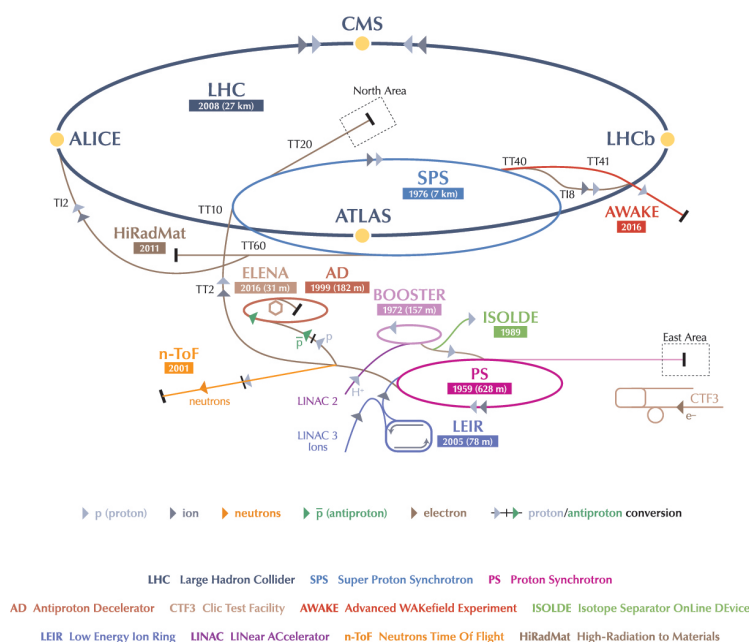 CMS
LHC
2008 (27 km)
North Area
ALICE
TT20
LHCb
TT40
TT41
SPS
1976 (7 km)
TI2
TT10
TI8
ATLAS
AWAKE
2016
HiRadMat
2011
TT60
ELENA
2016 (31 m)
AD
1999 (182 m)
TT2
BOOSTER
1972 (157 m)
ISOLDE
1989
p
p̅
East Area
n-ToF
2001
PS
1959 (628 m)
neutrons
H⁻
LINAC 2
CTF3
e–
LINAC 3
Ions
LEIR
2005 (78 m)
p (proton) ion neutrons p̅ (antiproton) electron proton/antiproton conversion
LHC Large Hadron Collider SPS Super Proton Synchrotron PS Proton Synchrotron
AD Antiproton Decelerator CTF3 Clic Test Facility AWAKE Advanced WAKefield Experiment ISOLDE Isotope Separator OnLine DEvice
LEIR Low Energy Ion Ring LINAC LINear ACcelerator n-ToF Neutrons Time Of Flight HiRadMat High-Radiation to Materials